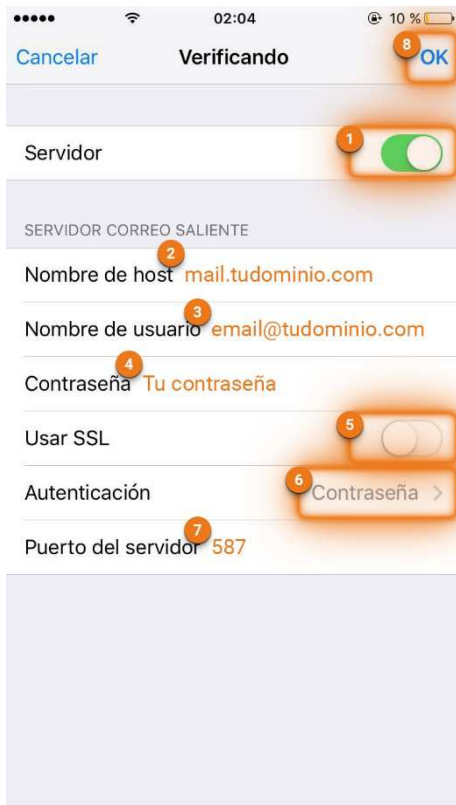 02:04 10 %
Cancelar Verificando 8 OK
Servidor 1
SERVIDOR CORREO SALIENTE
2
Nombre de host mail.tudominio.com
3
Nombre de usuario email@tudominio.com
4
Contraseña Tu contraseña
Usar SSL 5
Autenticación 6 Contraseña >
7
Puerto del servidor 587